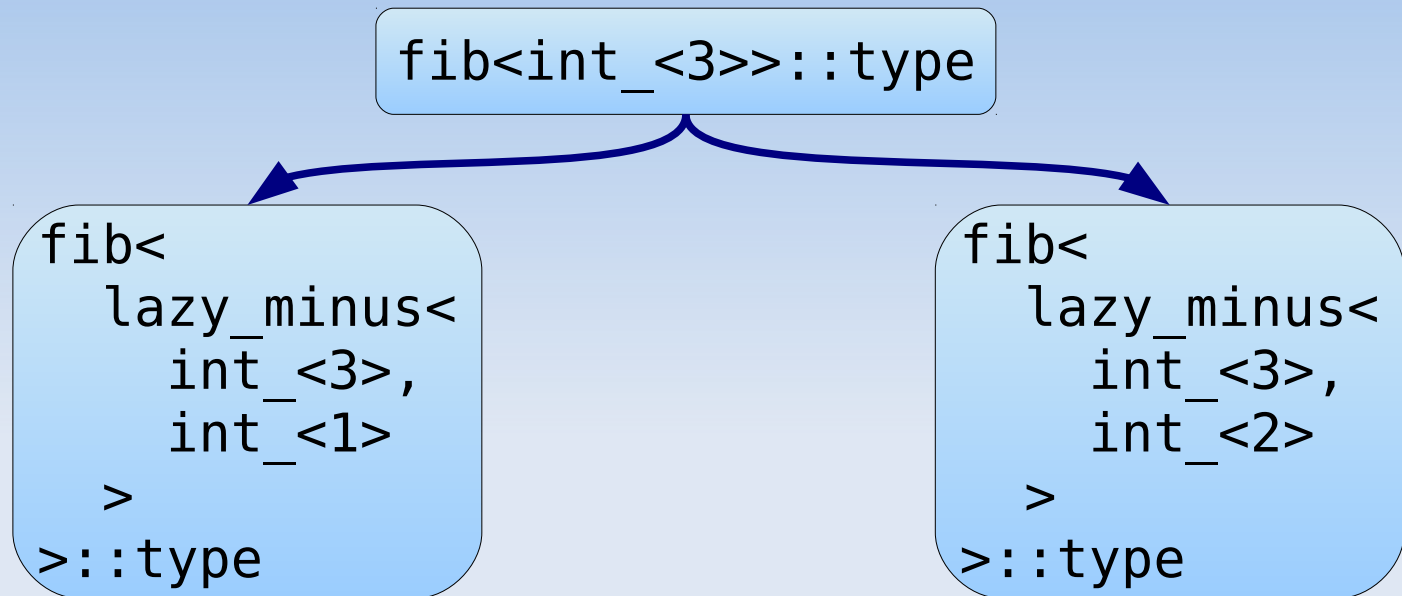 fib<int_<3>>::type
fib<
  lazy_minus<
    int_<3>,
    int_<1>
  >
>::type
fib<
  lazy_minus<
    int_<3>,
    int_<2>
  >
>::type